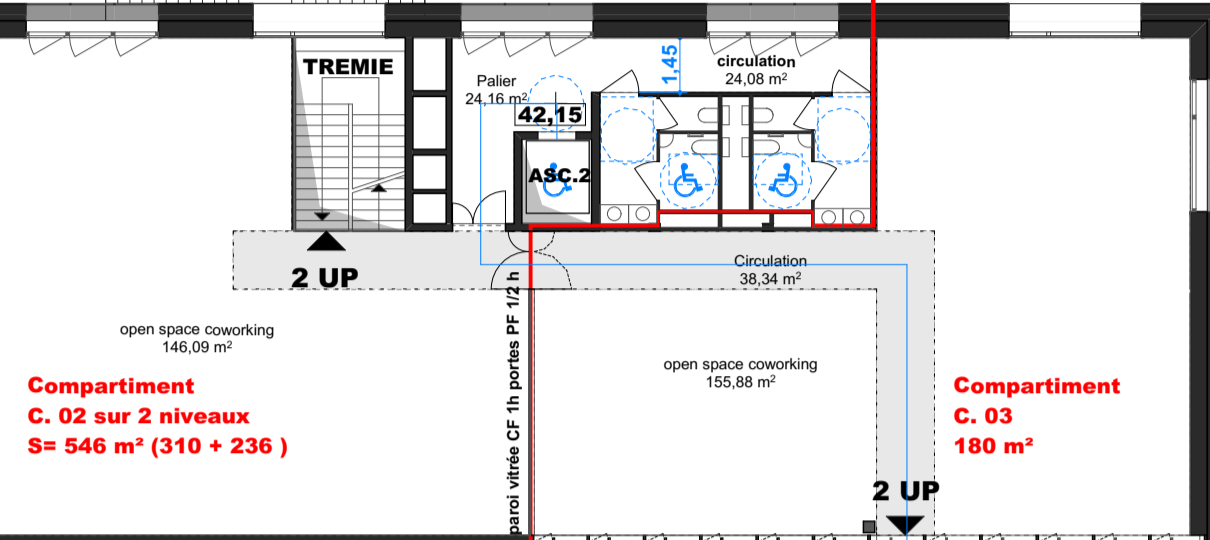 TREMIE
Palier
24,16 m²
42,15
ASC.2
1,45
circulation
24,08 m²
2 UP
Circulation
38,34 m²
open space coworking
146,09 m²
paroi vitrée CF 1h portes PF 1/2 h
open space coworking
155,88 m²
Compartiment
C. 02 sur 2 niveaux
S= 546 m² (310 + 236 )
Compartiment
C. 03
180 m²
2 UP